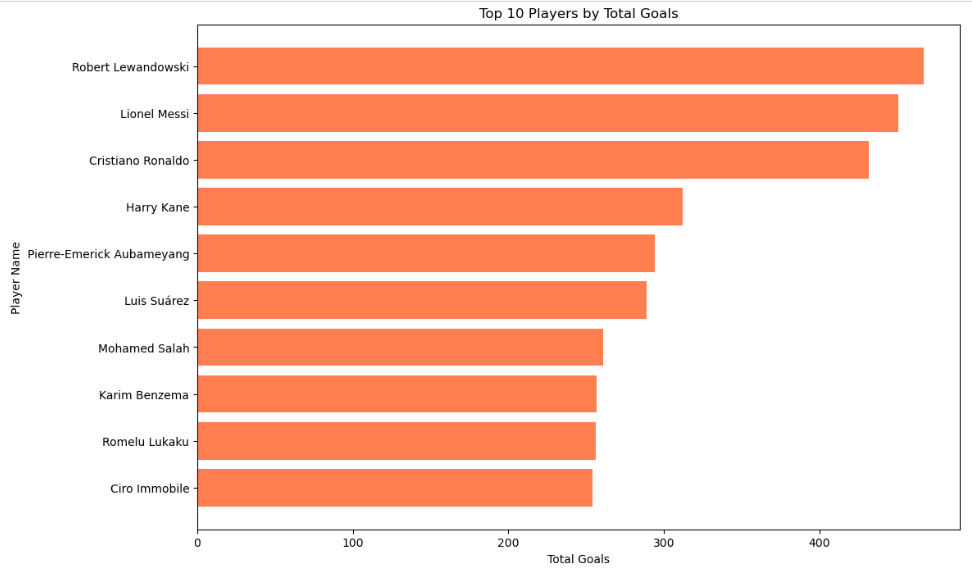 Top 10 Players by Total Goals
Player Name
Robert Lewandowski
Lionel Messi
Cristiano Ronaldo
Harry Kane
Pierre-Emerick Aubameyang
Luis Suárez
Mohamed Salah
Karim Benzema
Romelu Lukaku
Ciro Immobile
0 100 200 300 400
Total Goals